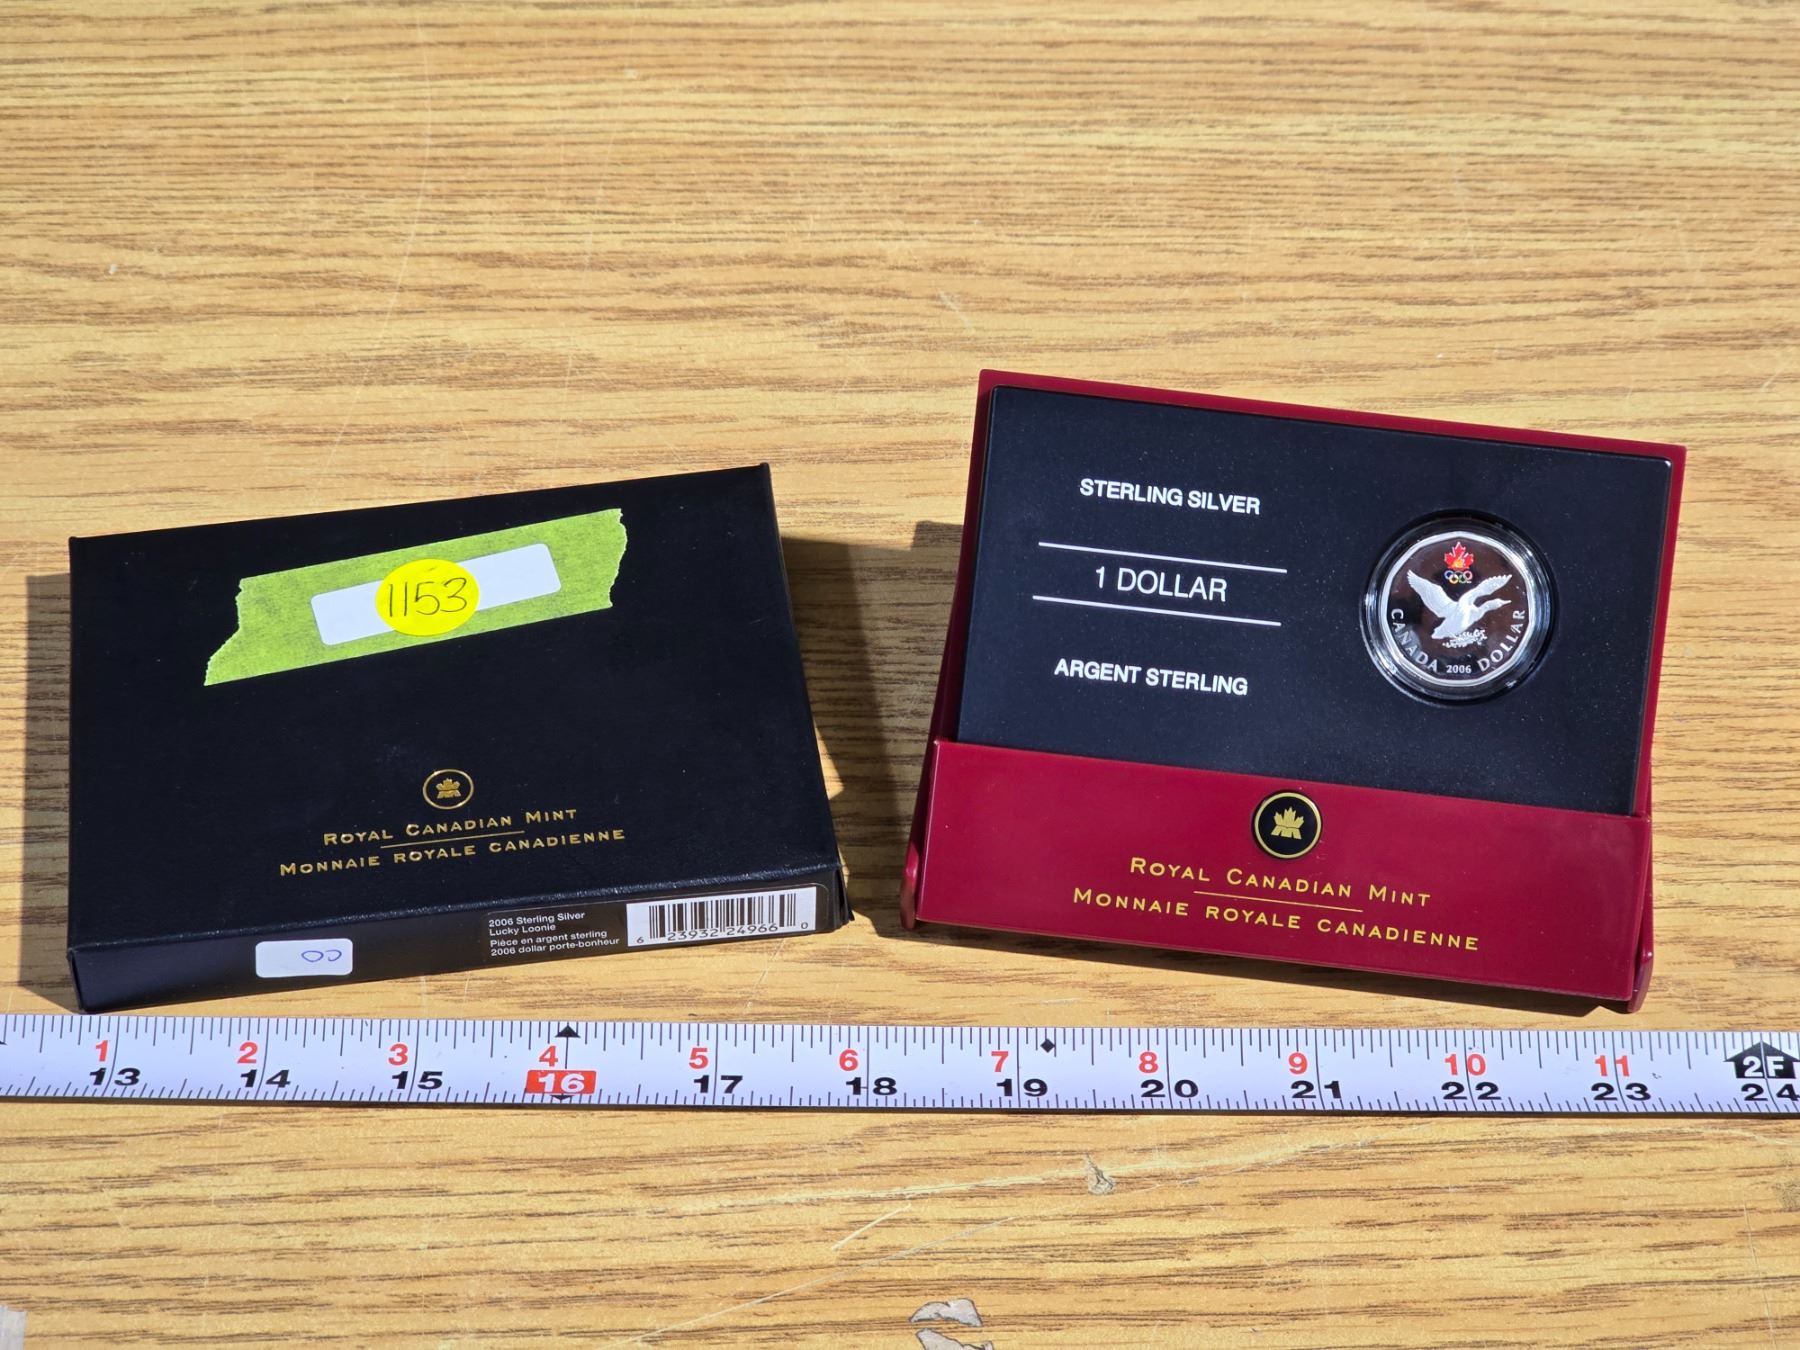 1153
ROYAL CANADIAN MINT
MONNAIE ROYALE CANADIENNE
2006 Sterling Silver
Lucky Loonie
Pièce en argent sterling
2006 dollar porte-bonheur
6 23932 24966 0
STERLING SILVER
1 DOLLAR
ARGENT STERLING
CANADA 2006 DOLLAR
ROYAL CANADIAN MINT
MONNAIE ROYALE CANADIENNE
1 2 3 4 5 6 7 8 9 10 11 2F
13 14 15 16 17 18 19 20 21 22 23 24